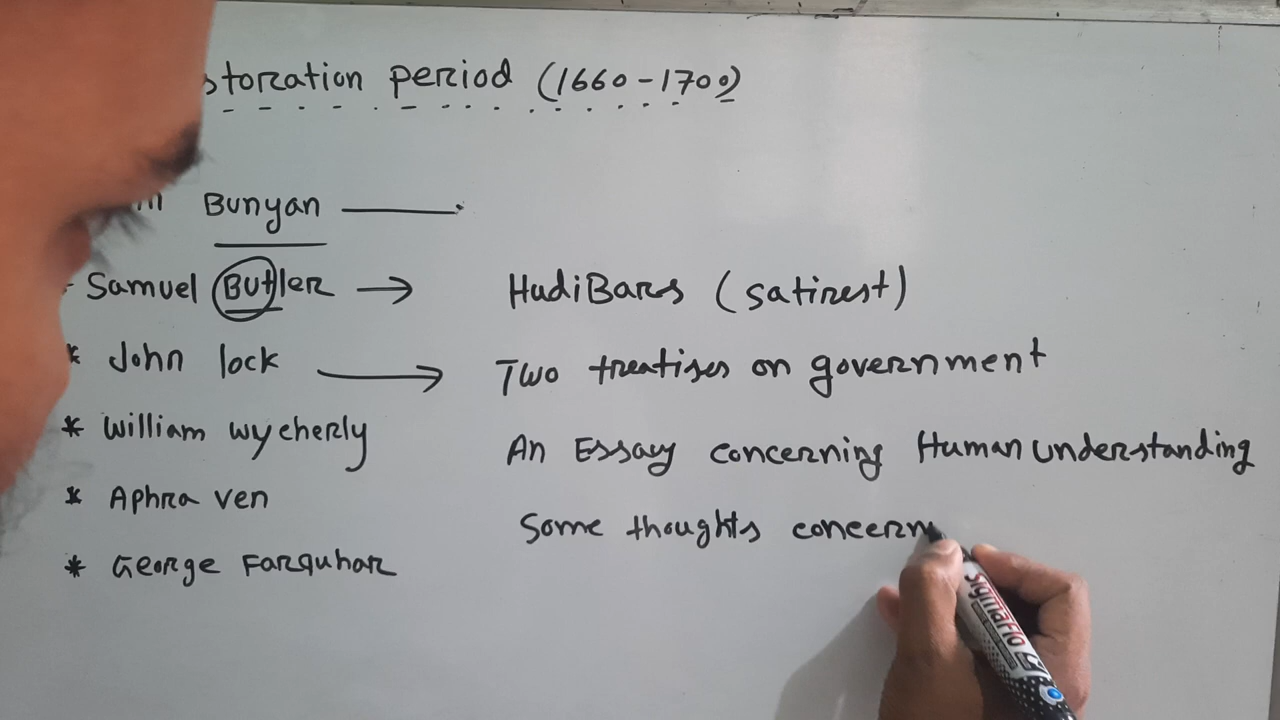 storation period (1660-1700)
Bunyan
Samuel Butler → HudiBars (satirest)
* John lock → Two treatises on government
* William wycherly An Essay concerning Human understanding
* Aphra ven Some thoughts concern
* George Farquhar
sigmaFlo